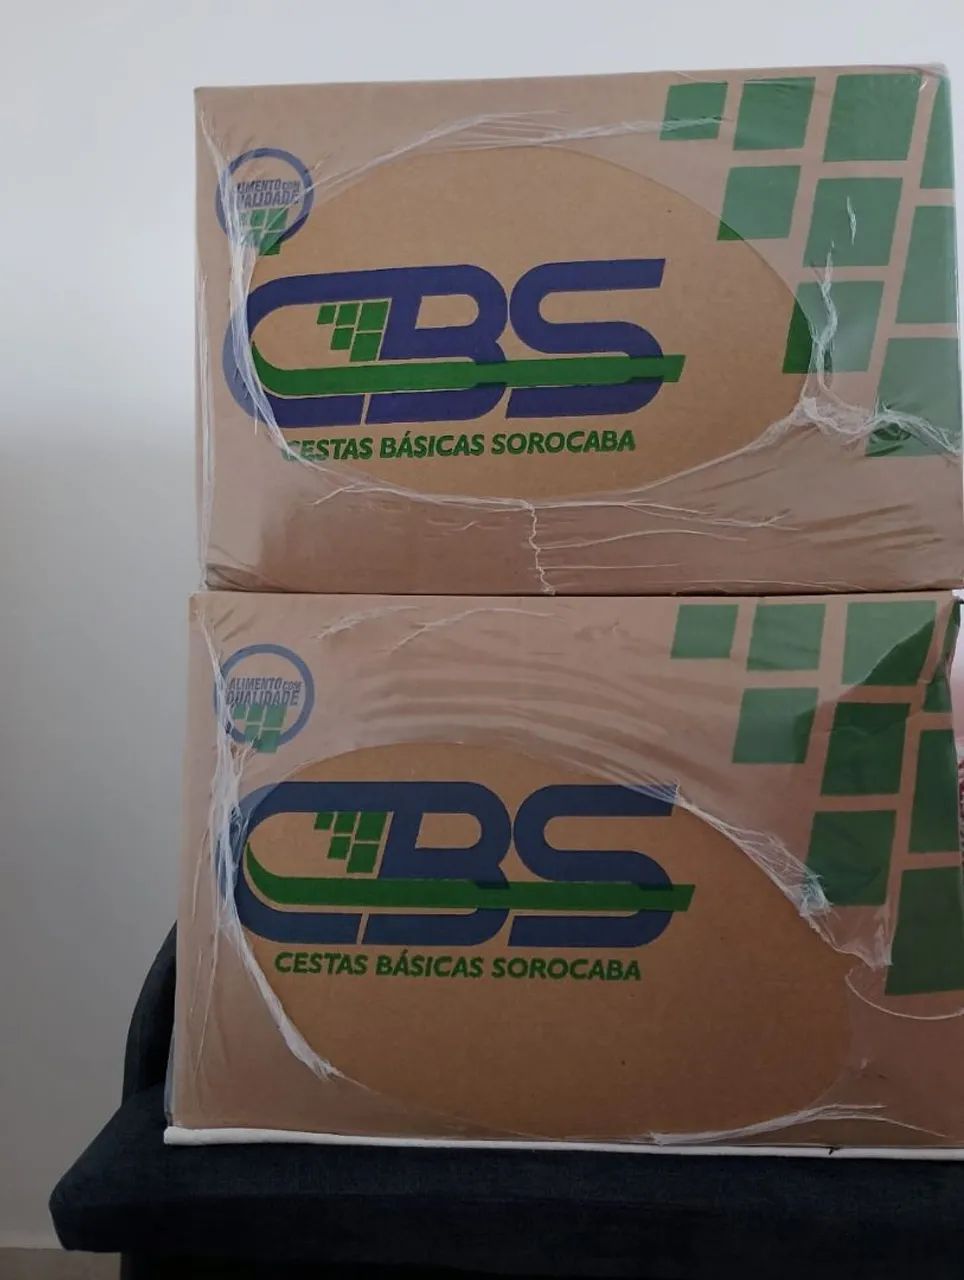 ALIMENTO COM
QUALIDADE
CBS
CESTAS BÁSICAS SOROCABA
ALIMENTO COM
QUALIDADE
CBS
CESTAS BÁSICAS SOROCABA